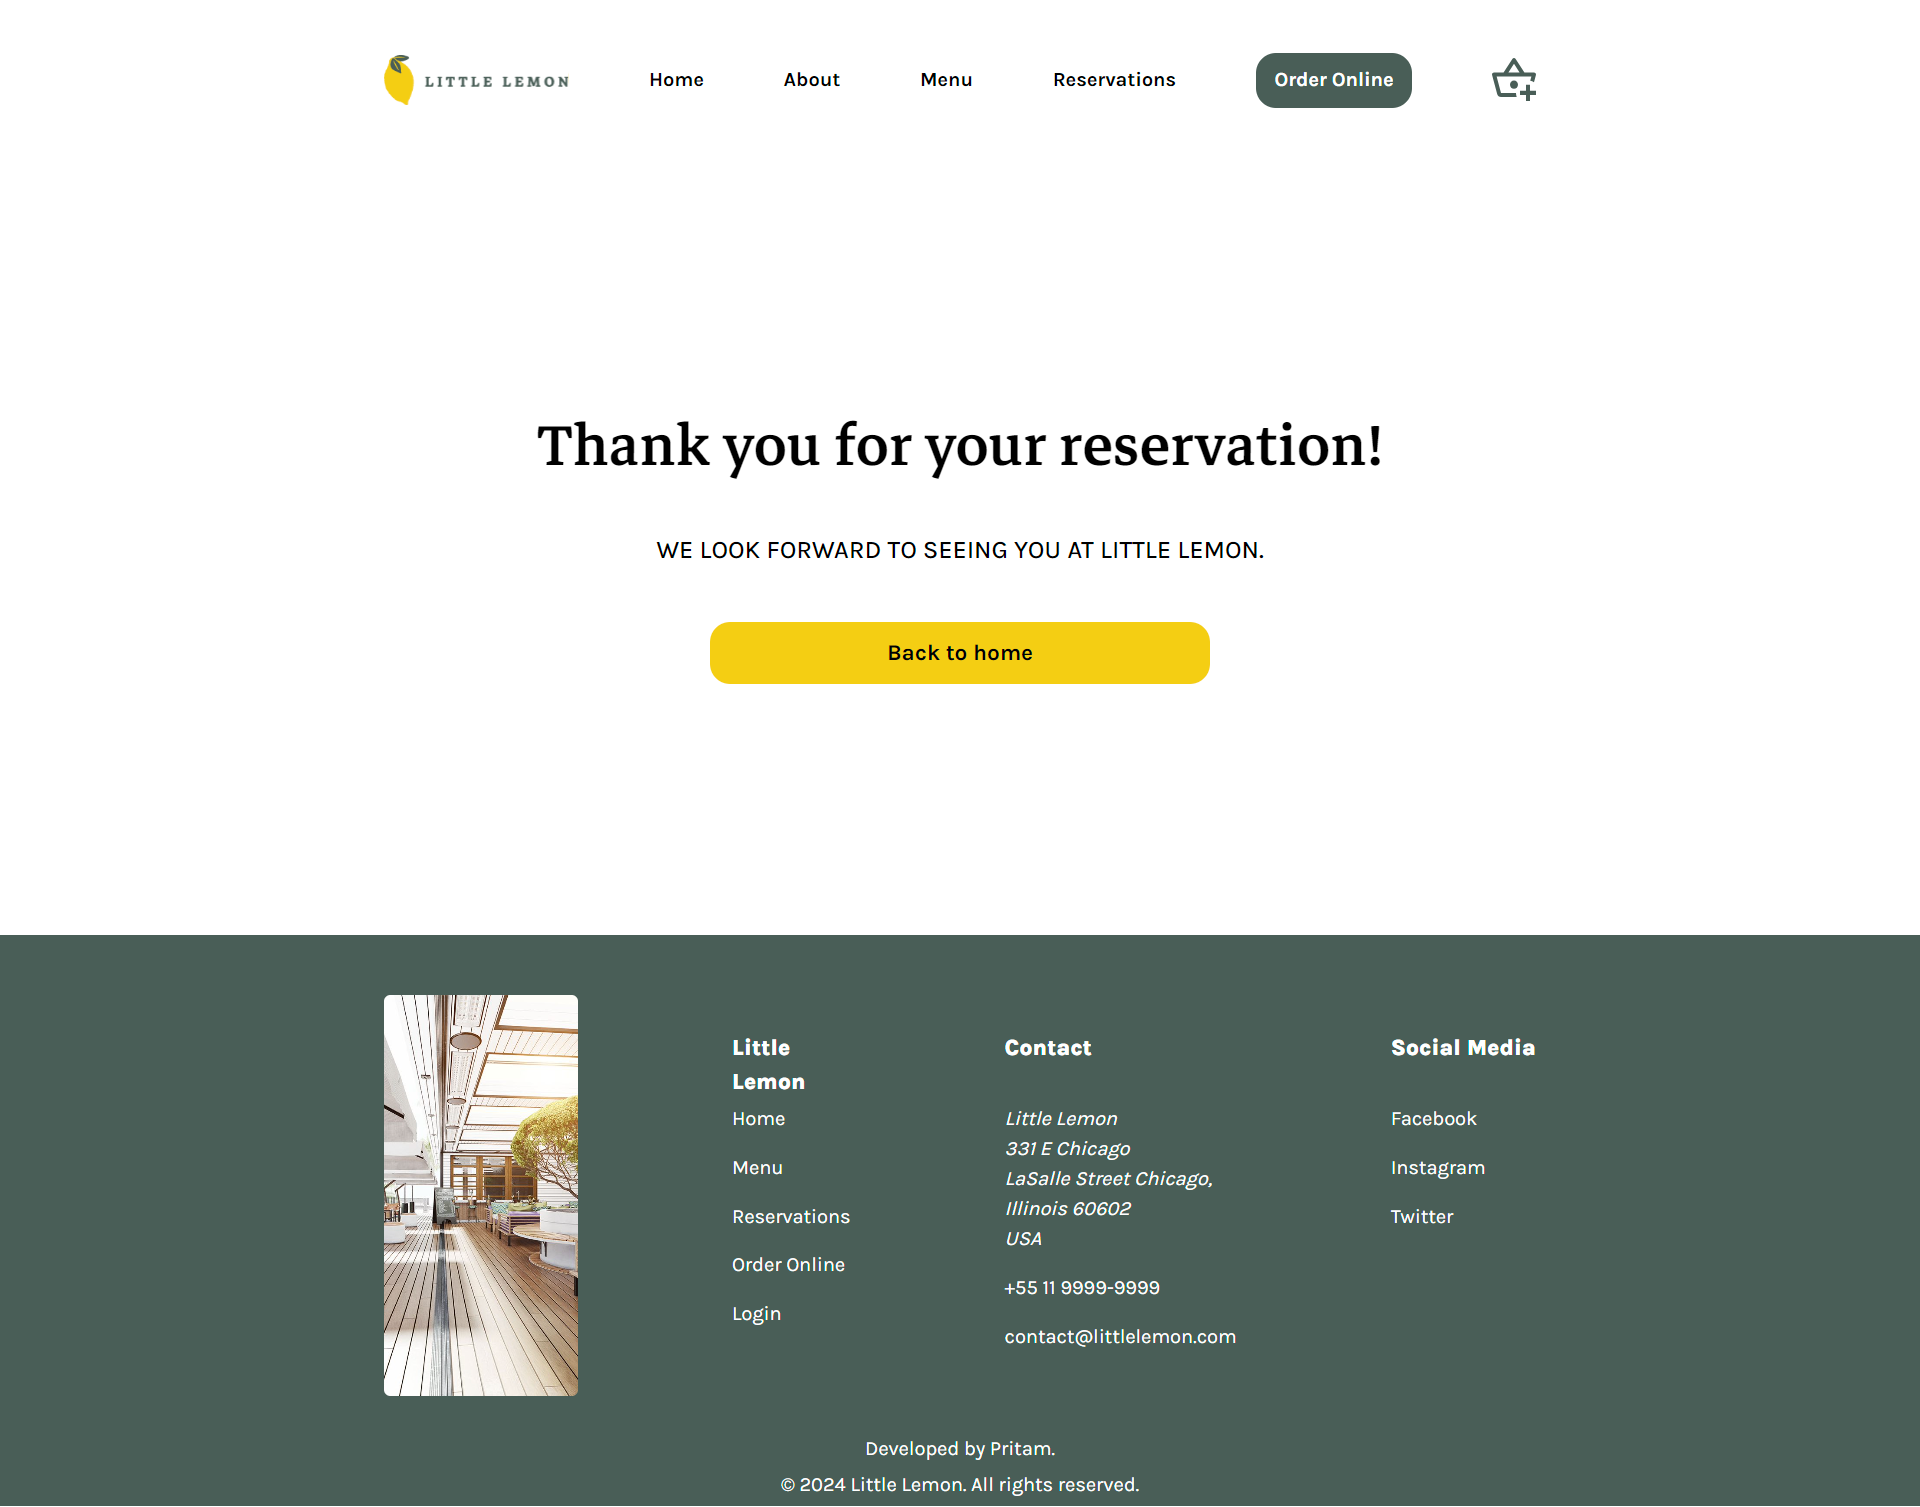 LITTLE LEMON
Home
About
Menu
Reservations
Order Online
Thank you for your reservation!
WE LOOK FORWARD TO SEEING YOU AT LITTLE LEMON.
Back to home
Little
Lemon
Home
Menu
Reservations
Order Online
Login
Contact
Little Lemon
331 E Chicago
LaSalle Street Chicago,
Illinois 60602
USA
+55 11 9999-9999
contact@littlelemon.com
Social Media
Facebook
Instagram
Twitter
Developed by Pritam.
© 2024 Little Lemon. All rights reserved.